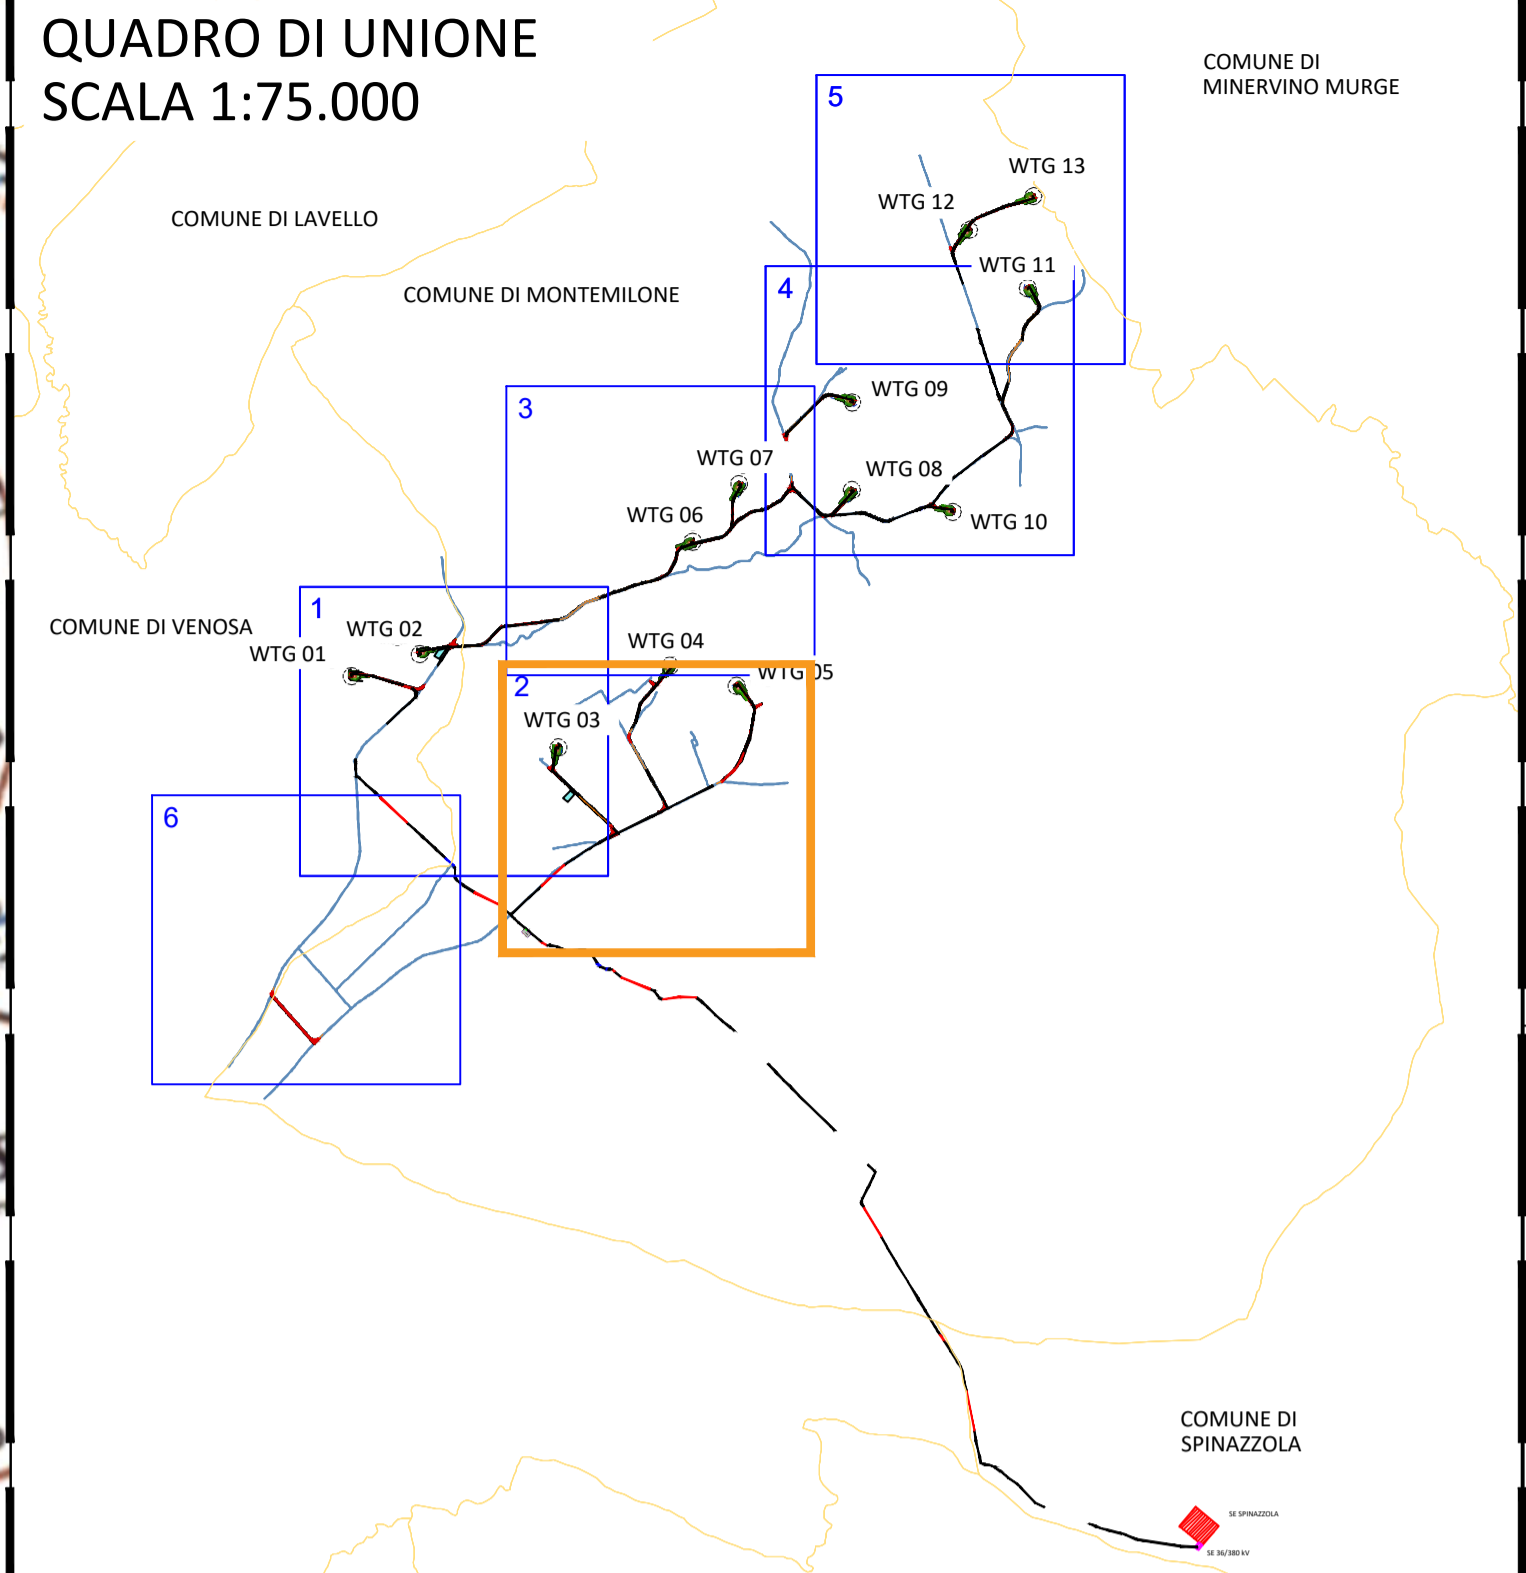 QUADRO DI UNIONE
SCALA 1:75.000
COMUNE DI
MINERVINO MURGE
5
WTG 13
WTG 12
COMUNE DI LAVELLO
WTG 11
4
COMUNE DI MONTEMILONE
WTG 09
3
WTG 07
WTG 08
WTG 06
WTG 10
1
COMUNE DI VENOSA
WTG 02
WTG 04
WTG 01
WTG 05
2
WTG 03
6
COMUNE DI
SPINAZZOLA
SE SPINAZZOLA
SE 36/380 kV